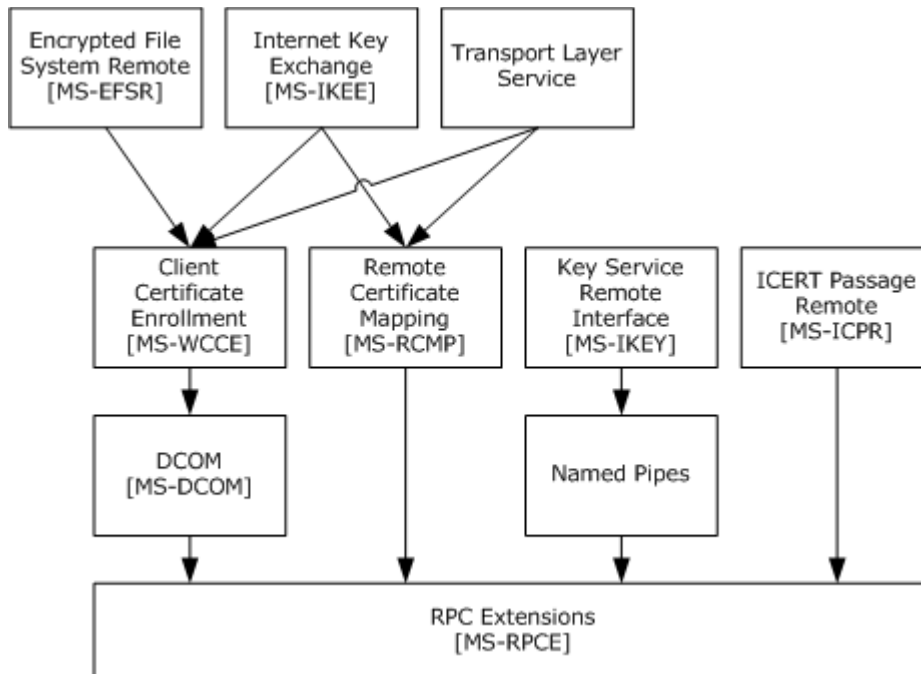 Encrypted File
System Remote
[MS-EFSR]
Internet Key
Exchange
[MS-IKEE]
Transport Layer
Service
Client
Certificate
Enrollment
[MS-WCCE]
Remote
Certificate
Mapping
[MS-RCMP]
Key Service
Remote
Interface
[MS-IKEY]
ICERT Passage
Remote
[MS-ICPR]
DCOM
[MS-DCOM]
Named Pipes
RPC Extensions
[MS-RPCE]